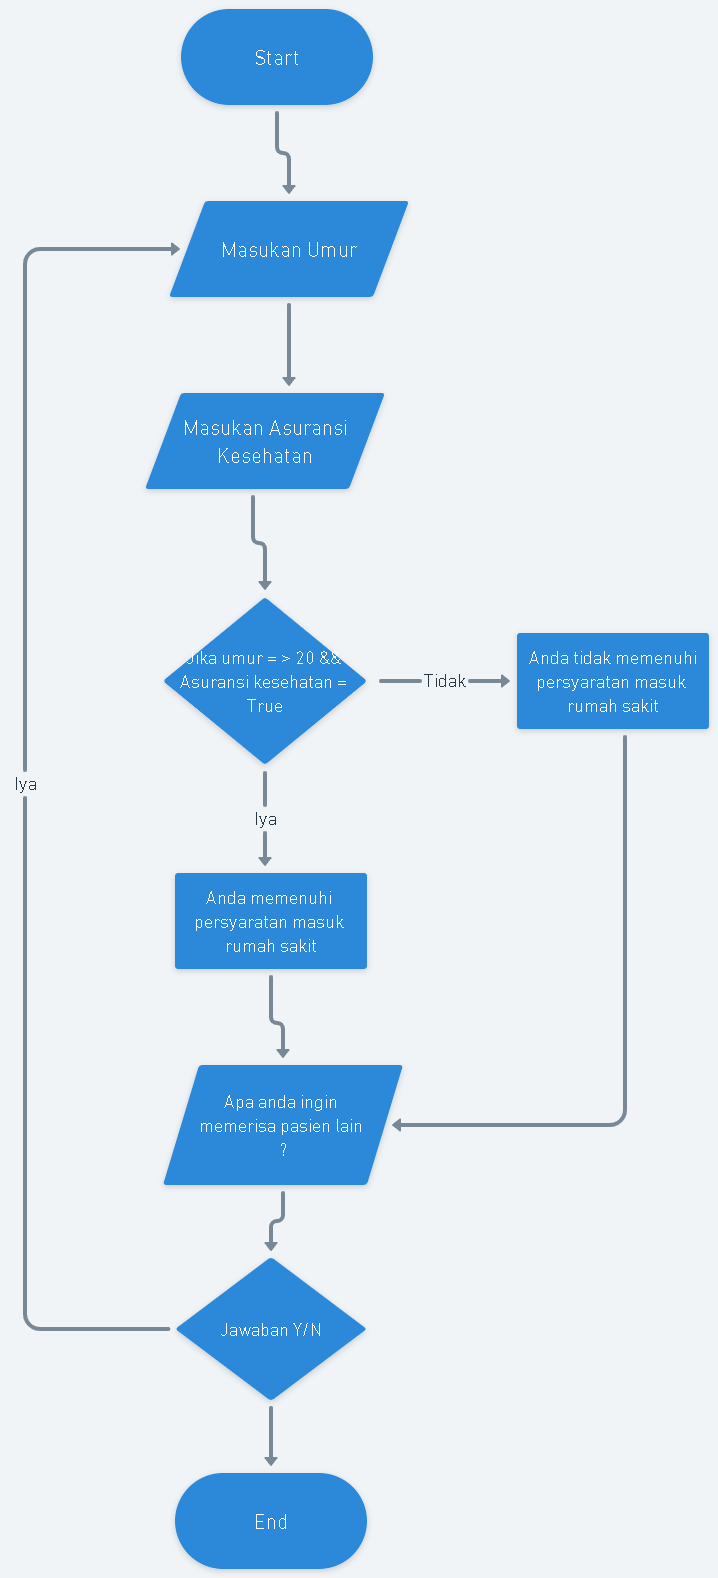 Start
Masukan Umur
Masukan Asuransi
Kesehatan
Jika umur = > 20 &&
Asuransi kesehatan =
True
Tidak
Anda tidak memenuhi
persyaratan masuk
rumah sakit
Iya
Iya
Anda memenuhi
persyaratan masuk
rumah sakit
Apa anda ingin
memerisa pasien lain
?
Jawaban Y/N
End